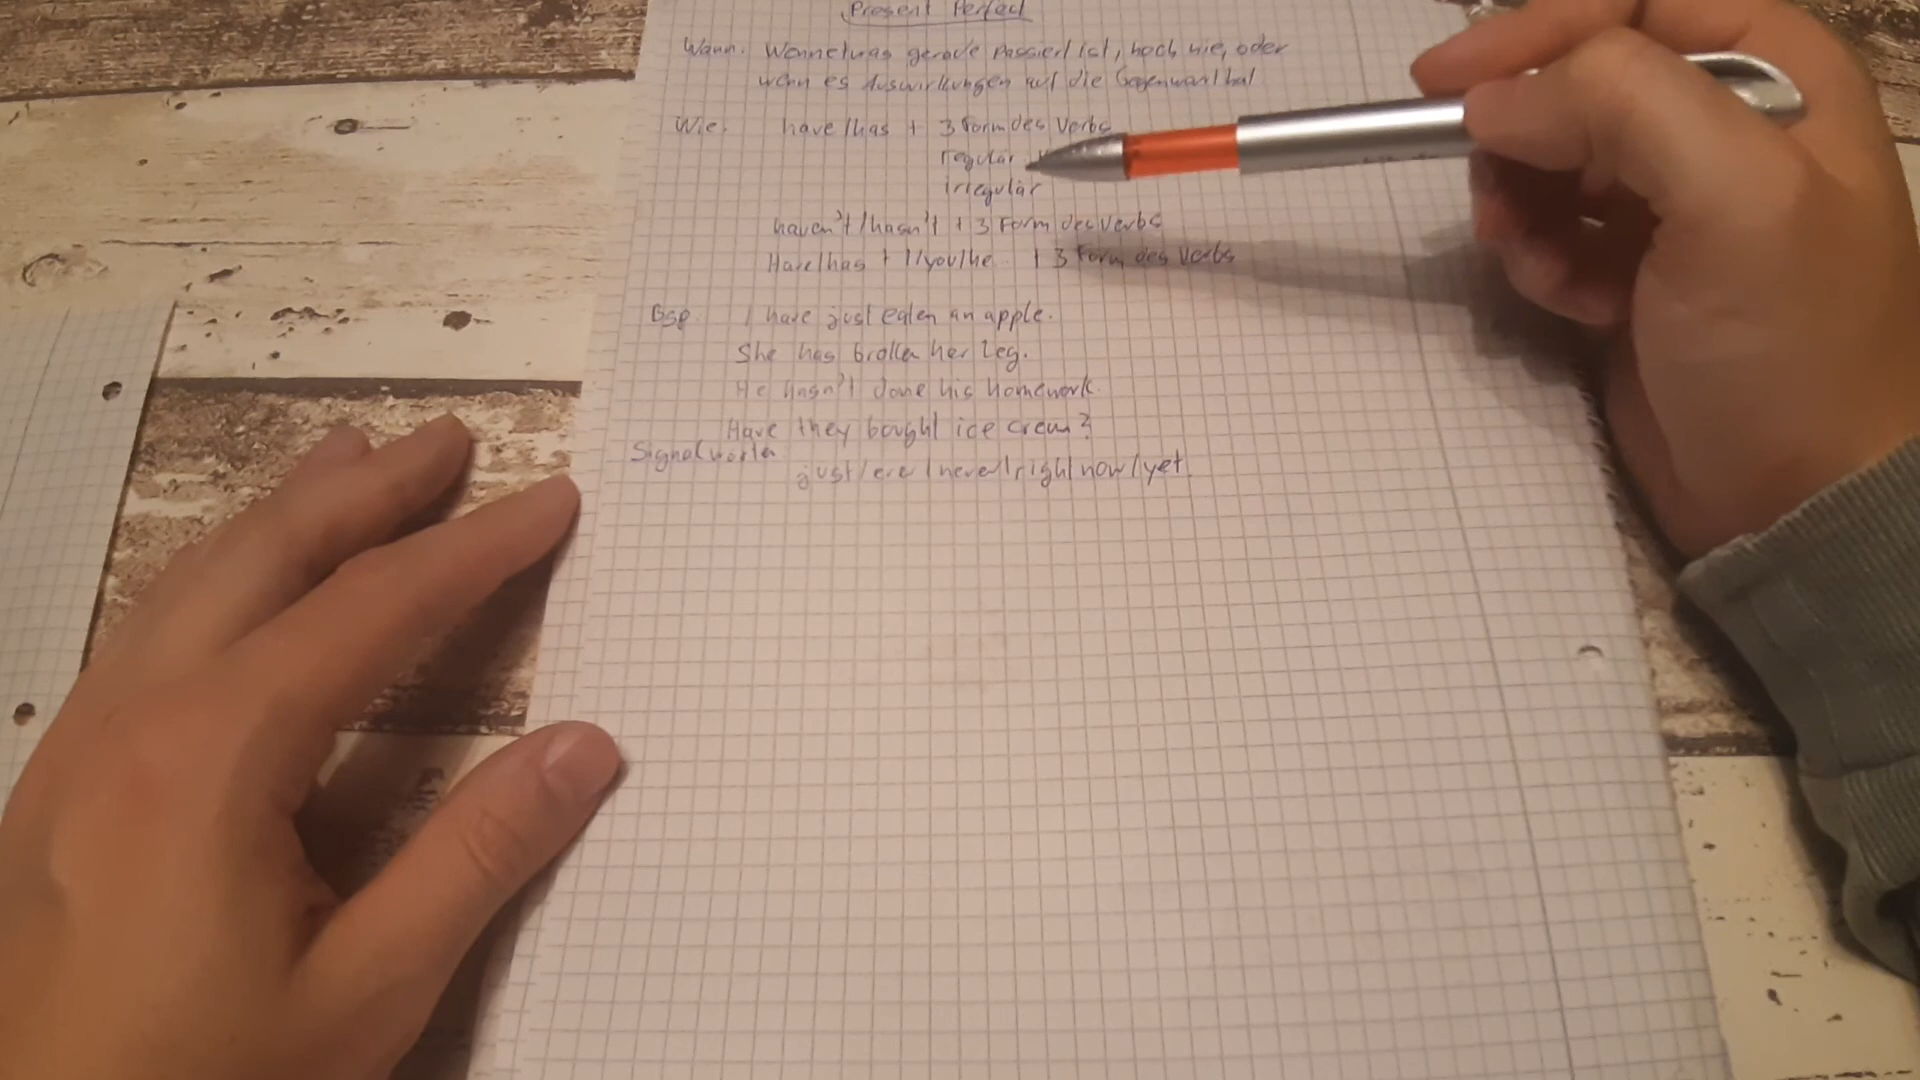 Present Perfect
Wann: Wenn etwas gerade Passiert ist, noch nie, oder
wenn es Auswirkungen auf die Gegenwart hat
Wie: have/has + 3 Form des Verbs
regular
irregular
haven't/hasn't + 3 Form des Verbs
Have/has + I/you/he + 3 Form des Verbs
Bsp. I have just eaten an apple.
She has broken her leg.
He hasn't done his homework.
Have they bought ice cream?
Signalwörter
just/ever/never/right now/yet